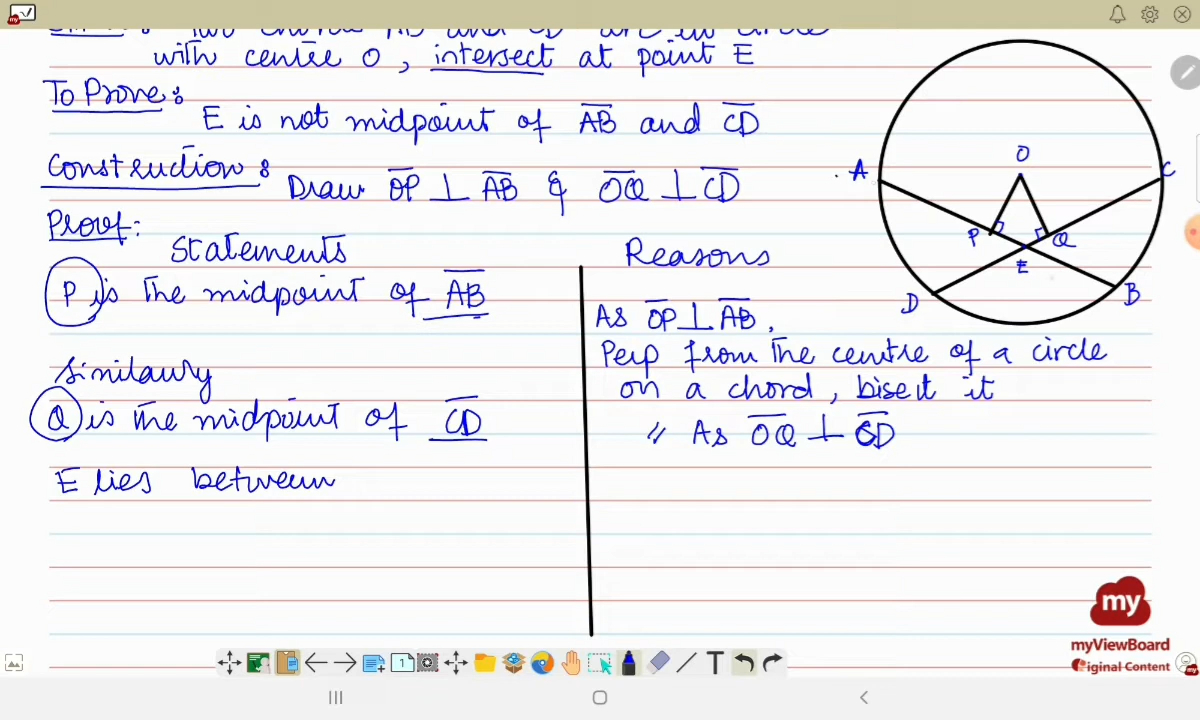 with centre O, intersect at point E
To Prove:
E is not midpoint of AB and CD
Construction:
Draw OP ⊥ AB & OQ ⊥ CD
Proof:
Statements
Reasons
P is the midpoint of AB
As OP ⊥ AB,
Perp from the centre of a circle
on a chord, bisect it
Similarly
Q is the midpoint of CD
〃 As OQ ⊥ CD
E lies between
O
A
C
P
Q
E
D
B
my
myViewBoard
Original Content
1
T